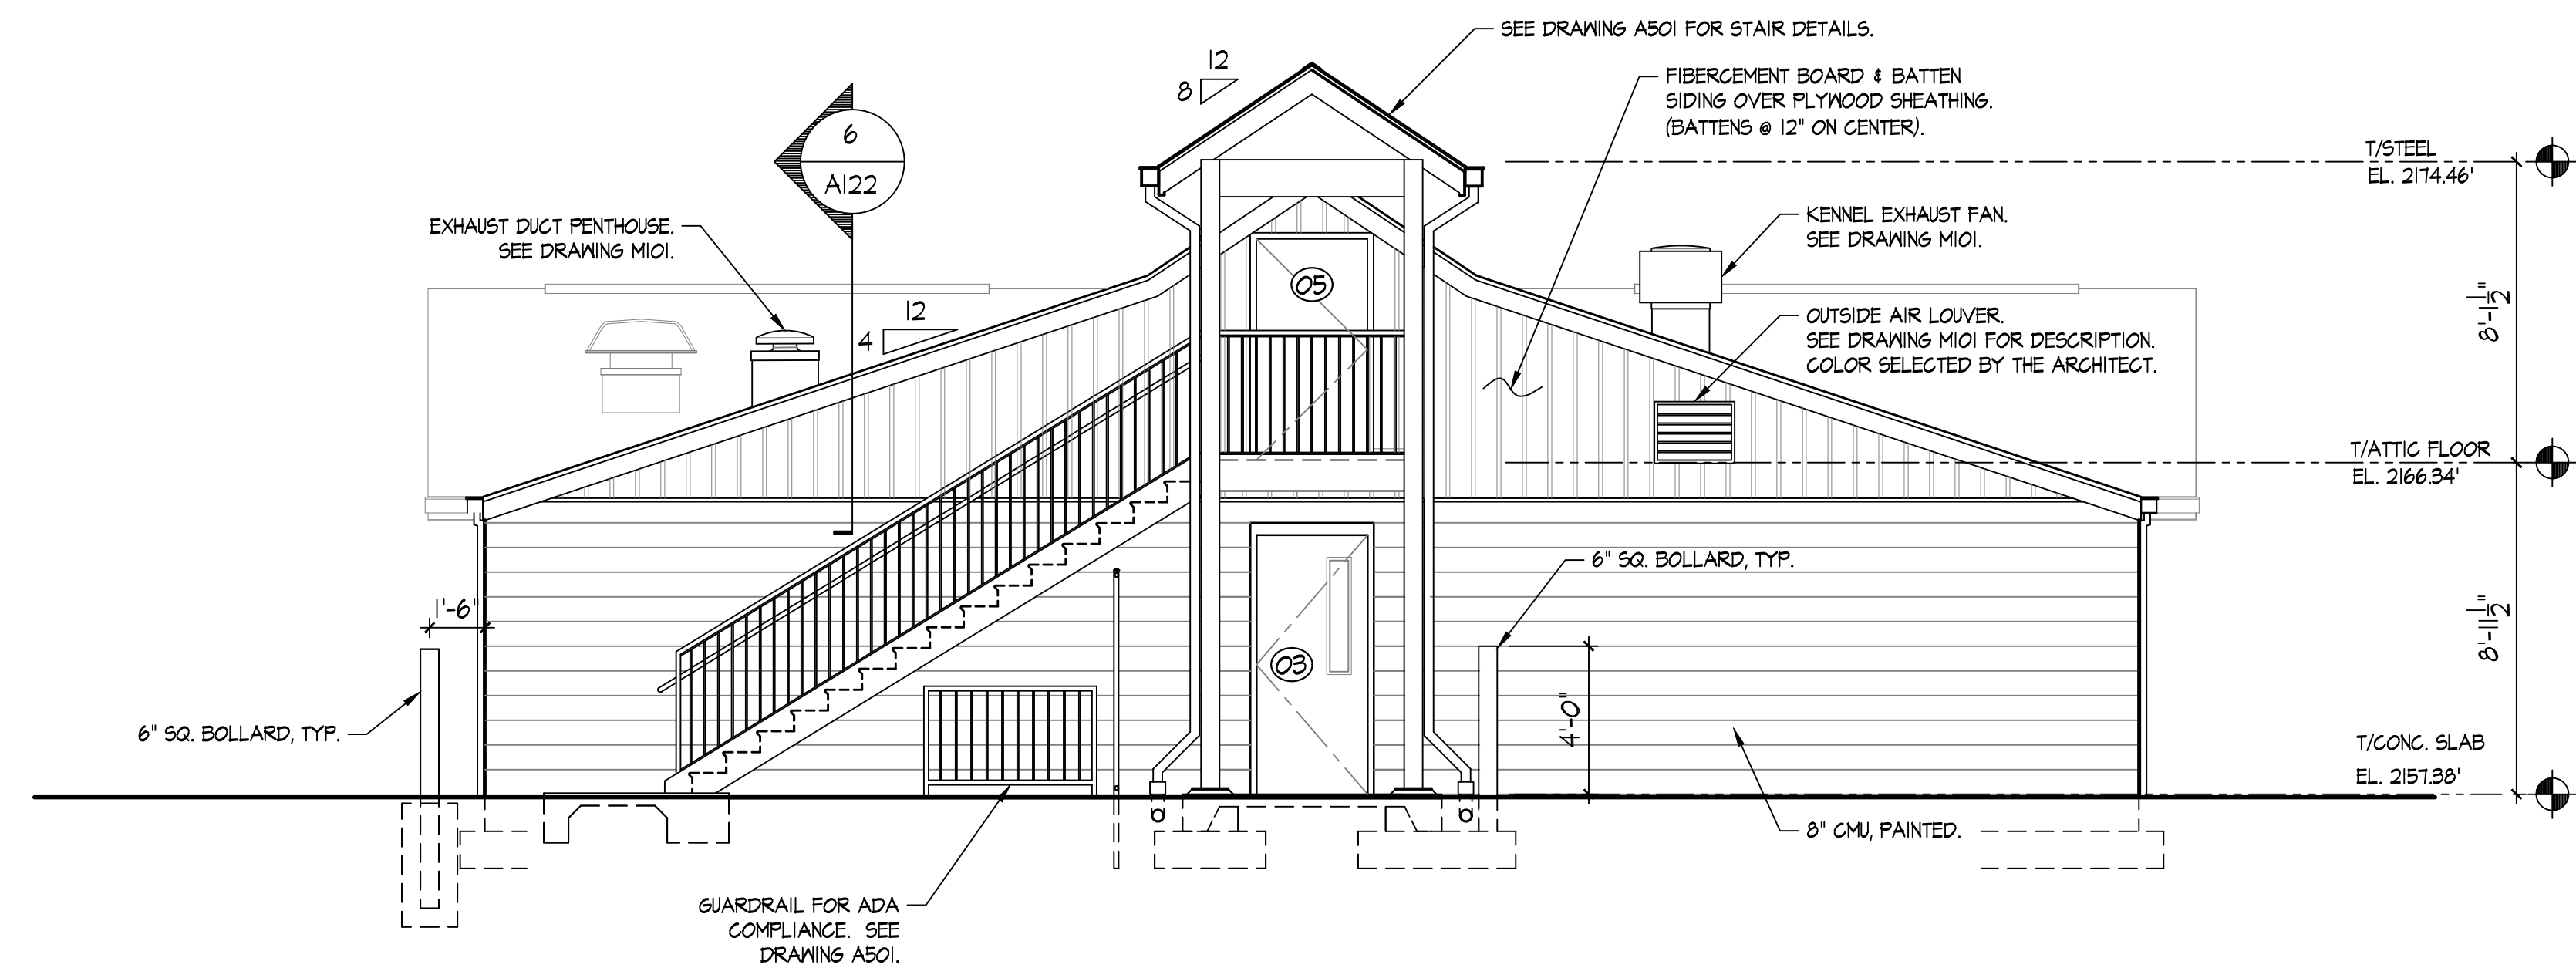 SEE DRAWING A501 FOR STAIR DETAILS.
12
8
FIBERCEMENT BOARD & BATTEN
SIDING OVER PLYWOOD SHEATHING.
(BATTENS @ 12" ON CENTER).
6
A122
T/STEEL
EL. 2174.46'
EXHAUST DUCT PENTHOUSE.
SEE DRAWING M101.
KENNEL EXHAUST FAN.
SEE DRAWING M101.
05
12
4
OUTSIDE AIR LOUVER.
SEE DRAWING M101 FOR DESCRIPTION.
COLOR SELECTED BY THE ARCHITECT.
8'-1 1/2"
T/ATTIC FLOOR
EL. 2166.34'
6" SQ. BOLLARD, TYP.
1'-6"
8'-11 1/2"
03
4'-0"
6" SQ. BOLLARD, TYP.
T/CONC. SLAB
EL. 2157.38'
8" CMU, PAINTED.
GUARDRAIL FOR ADA
COMPLIANCE. SEE
DRAWING A501.